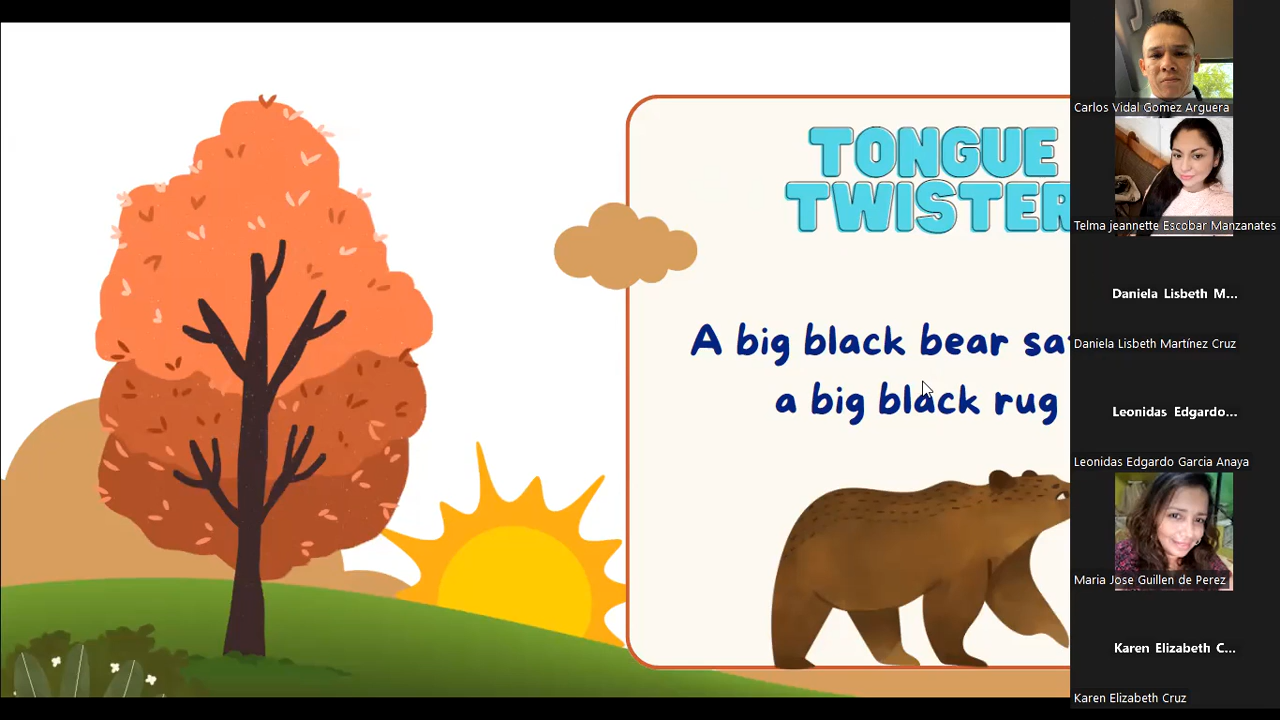 TONGUE
TWISTER
A big black bear sa
a big black rug
Carlos Vidal Gomez Arguera
Telma jeannette Escobar Manzanates
Daniela Lisbeth M...
Daniela Lisbeth Martínez Cruz
Leonidas Edgardo...
Leonidas Edgardo Garcia Anaya
Maria Jose Guillen de Perez
Karen Elizabeth C...
Karen Elizabeth Cruz